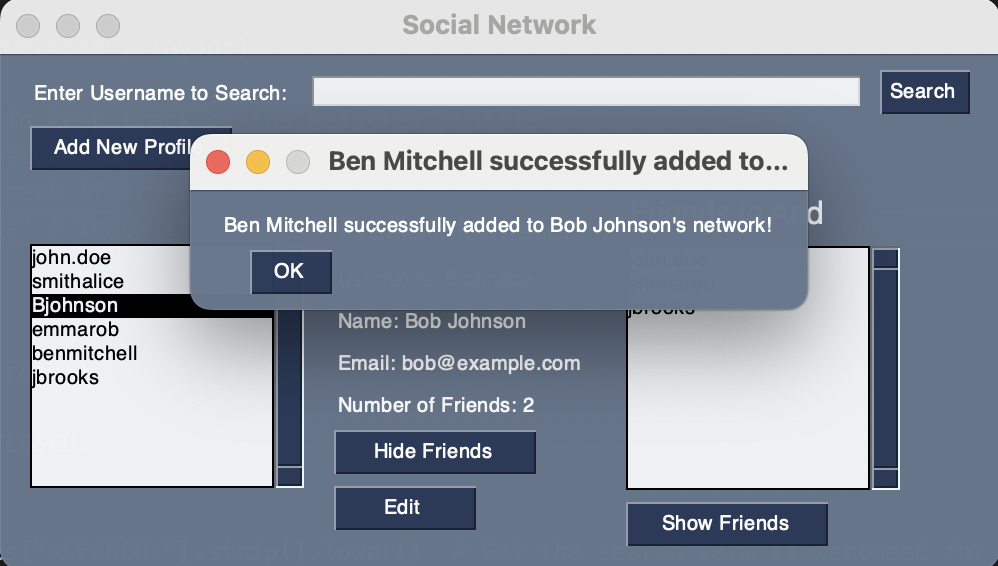 Social Network
Enter Username to Search:
Search
Add New Profil
Ben Mitchell successfully added to...
Ben Mitchell successfully added to Bob Johnson's network!
OK
john.doe
smithalice
Bjohnson
emmarob
benmitchell
jbrooks
Name: Bob Johnson
Email: bob@example.com
Number of Friends: 2
Hide Friends
Edit
john.doe
jbrooks
Show Friends